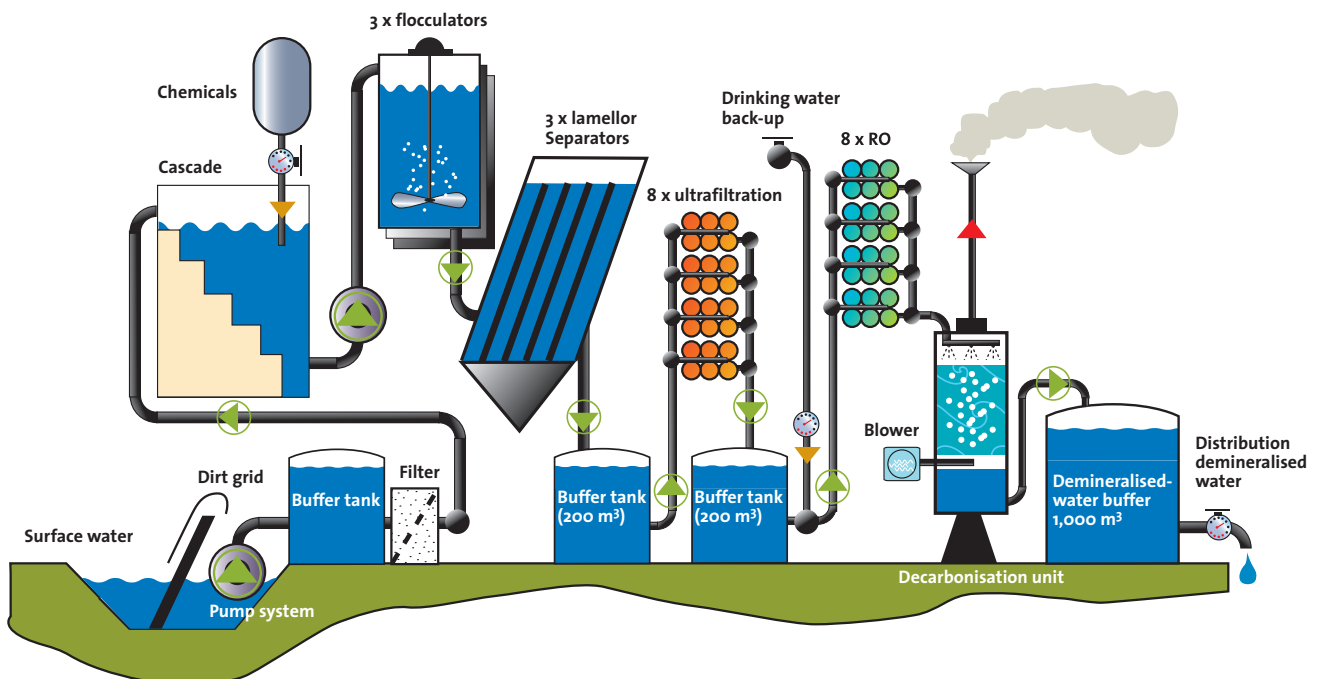 3 x flocculators
Chemicals
Cascade
3 x lamellor
Separators
Drinking water
back-up
8 x RO
8 x ultrafiltration
Dirt grid
Filter
Buffer tank
Surface water
Pump system
Buffer tank
(200 m³)
Buffer tank
(200 m³)
Blower
Decarbonisation unit
Demineralised-
water buffer
1,000 m³
Distribution
demineralised
water